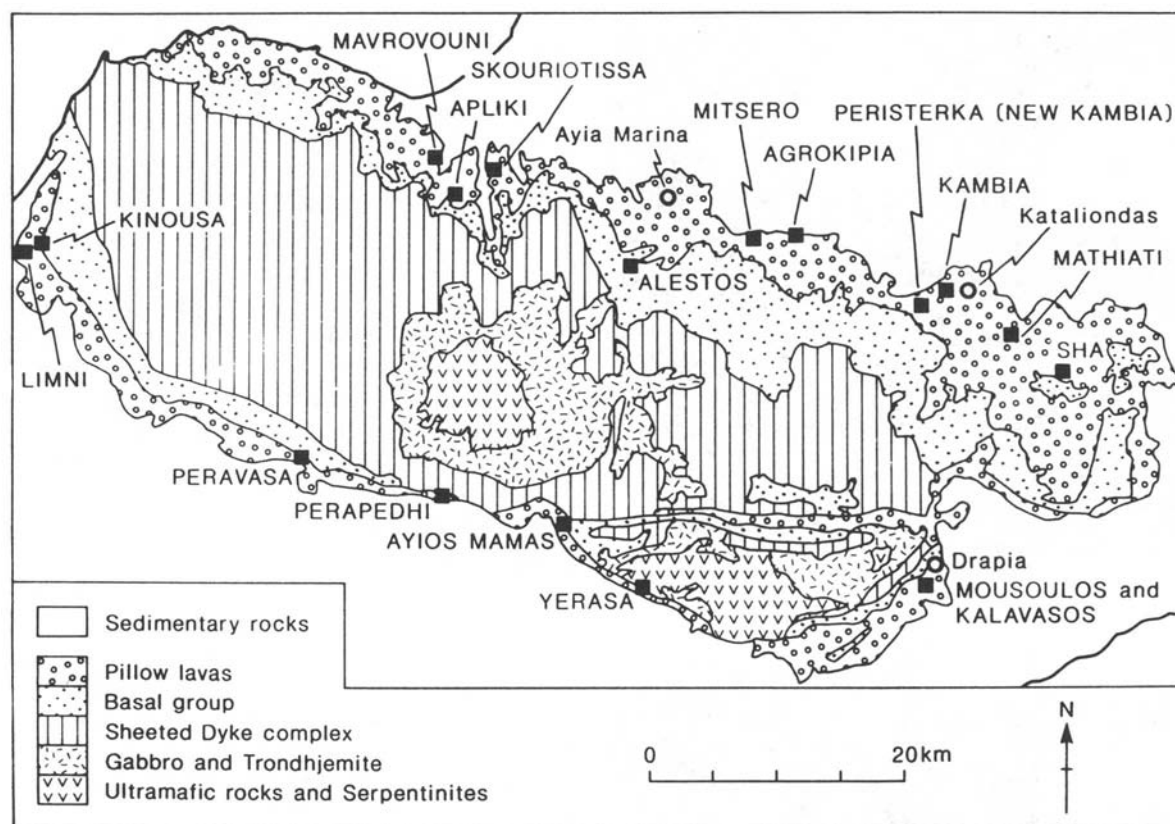 MAVROVOUNI
SKOURIOTISSA
APLIKI
Ayia Marina
MITSERO
PERISTERKA (NEW KAMBIA)
AGROKIPIA
KAMBIA
Kataliondas
MATHIATI
KINOUSA
ALESTOS
SHA
LIMNI
PERAVASA
PERAPEDHI
AYIOS MAMAS
YERASA
Drapia
MOUSOULOS and
KALAVASOS
Sedimentary rocks
Pillow lavas
Basal group
Sheeted Dyke complex
Gabbro and Trondhjemite
Ultramafic rocks and Serpentinites
0 20km
N